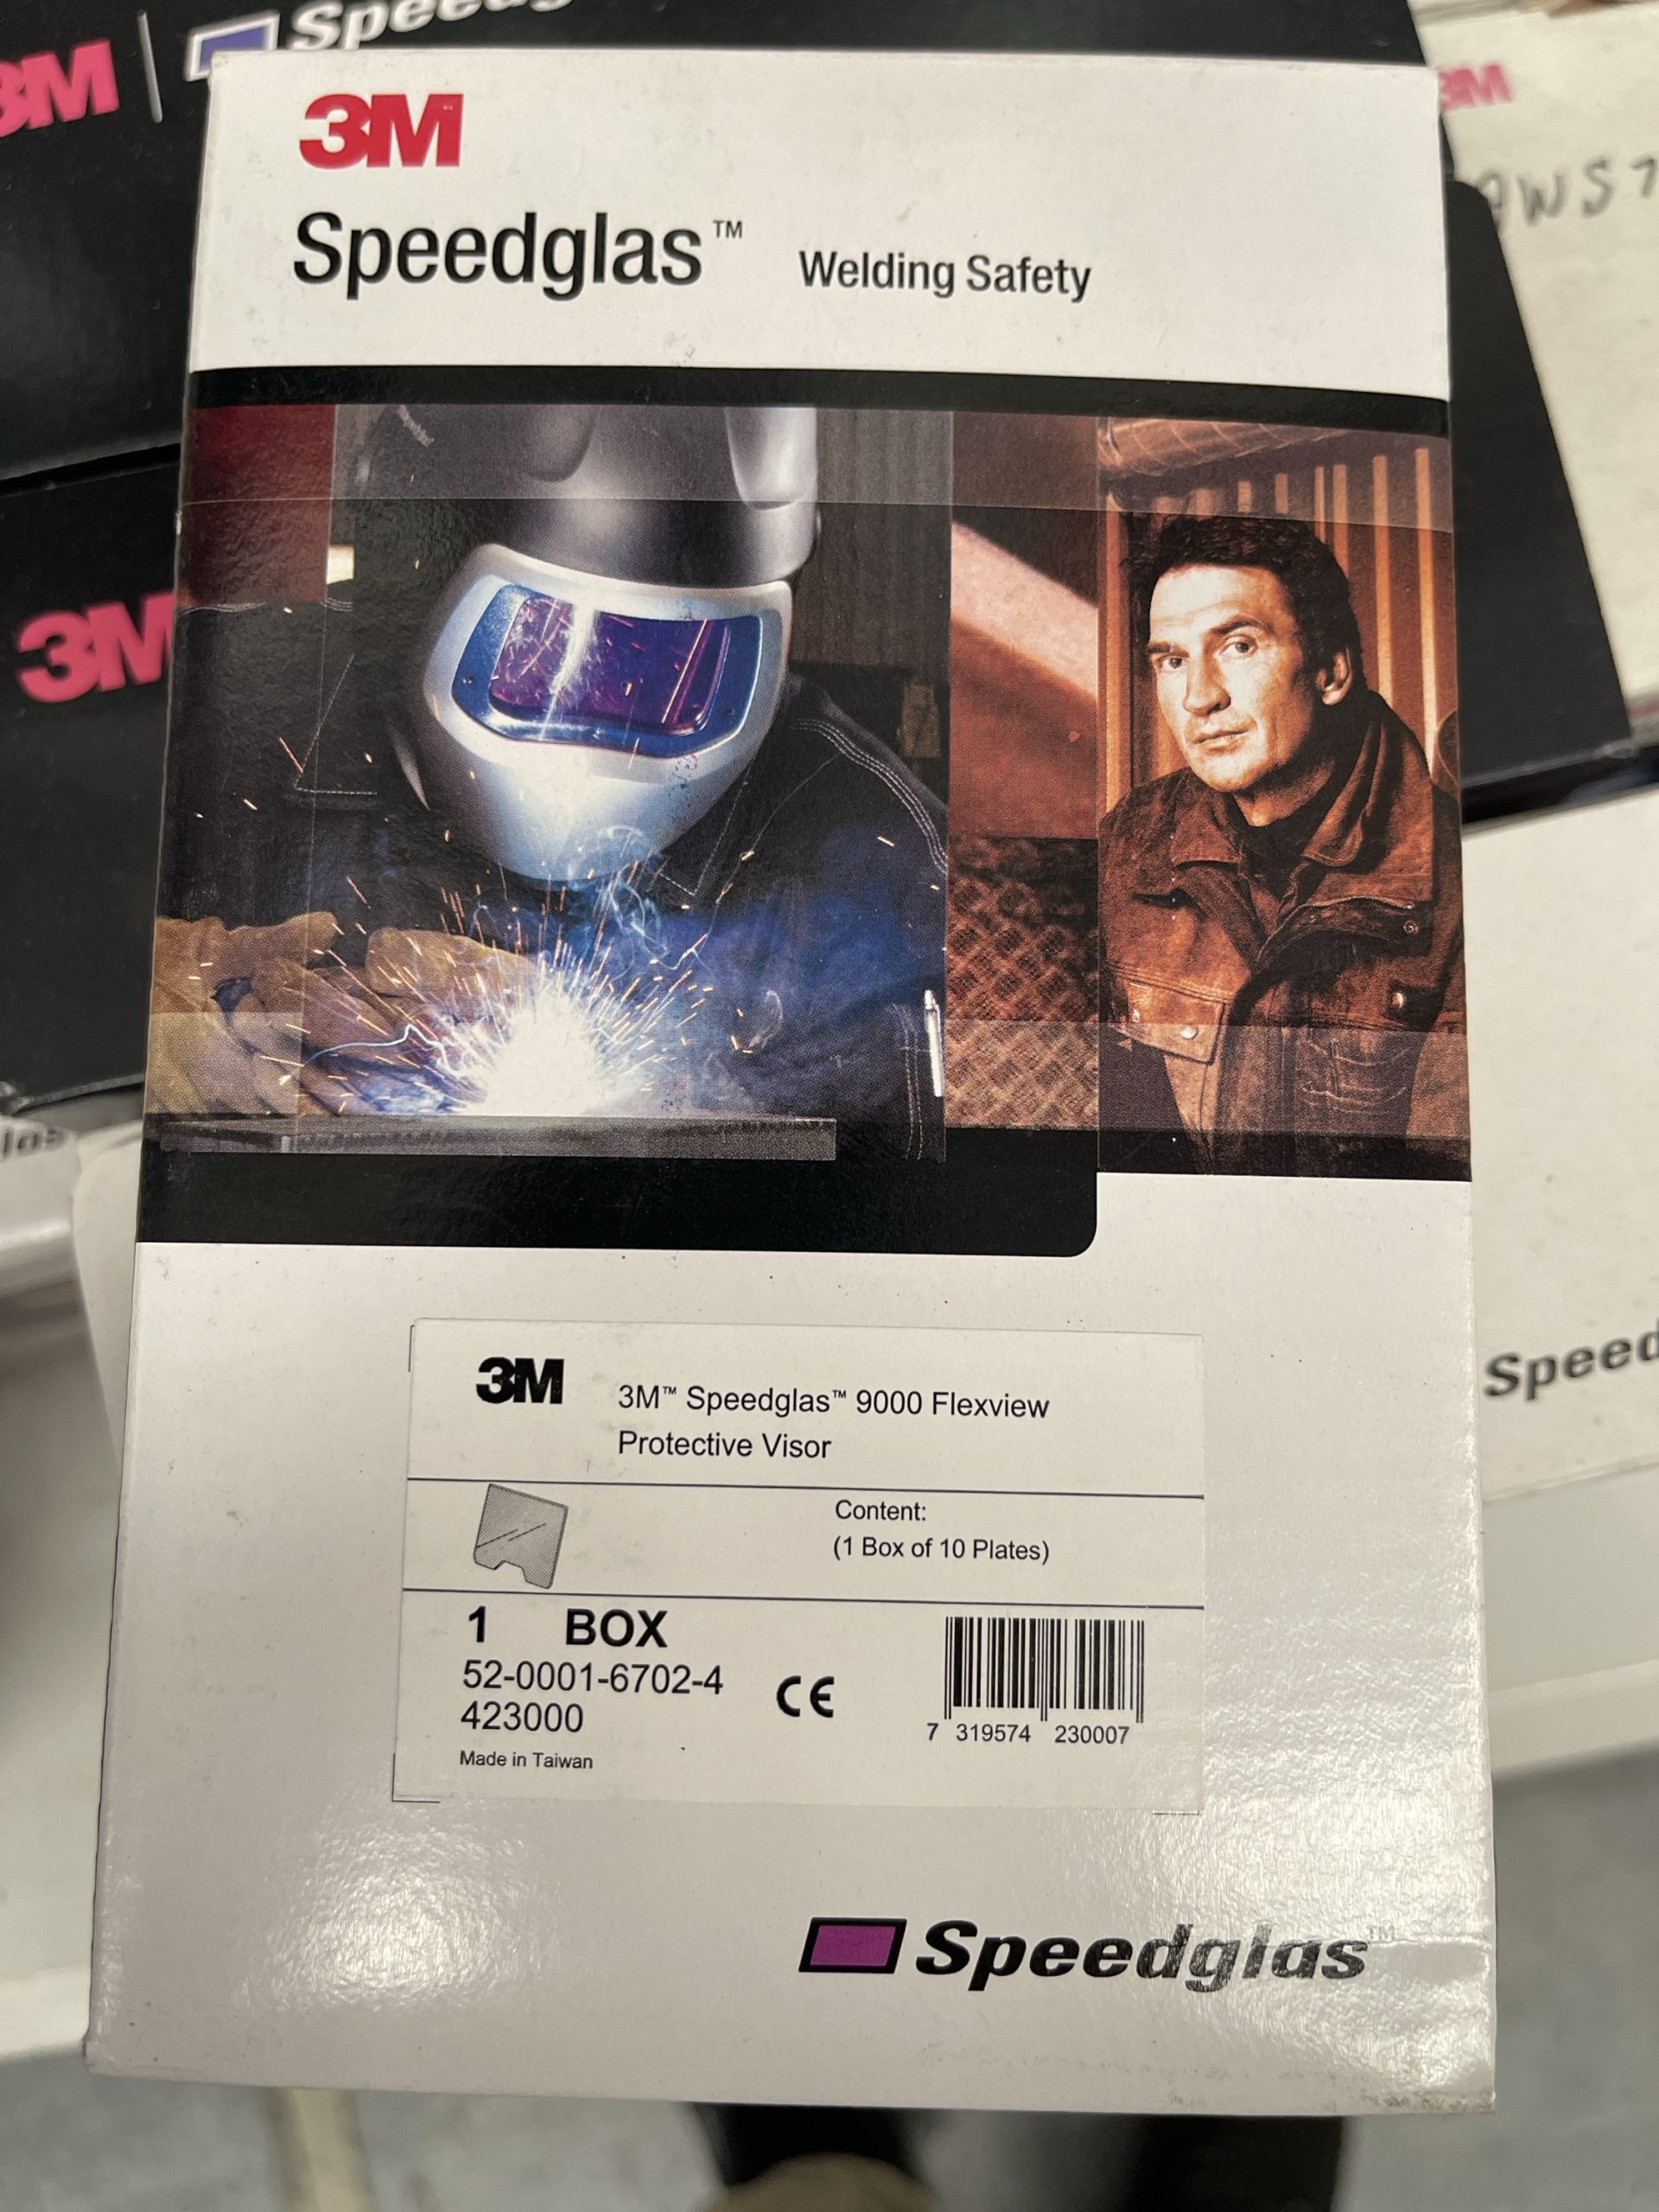 3M
Speedglas™ Welding Safety
3M
3M
3M
3M
3M™ Speedglas™ 9000 Flexview
Protective Visor
Content:
(1 Box of 10 Plates)
1 BOX
52-0001-6702-4
423000
Made in Taiwan
CE
7 319574 230007
Speedglas™